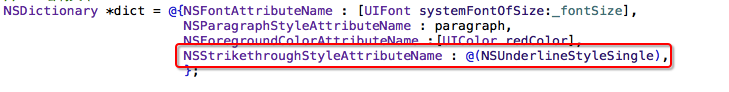 NSDictionary *dict = @{NSFontAttributeName : [UIFont systemFontOfSize:_fontSize],
NSParagraphStyleAttributeName : paragraph,
NSForegroundColorAttributeName :[UIColor redColor],
NSStrikethroughStyleAttributeName : @(NSUnderlineStyleSingle),
};